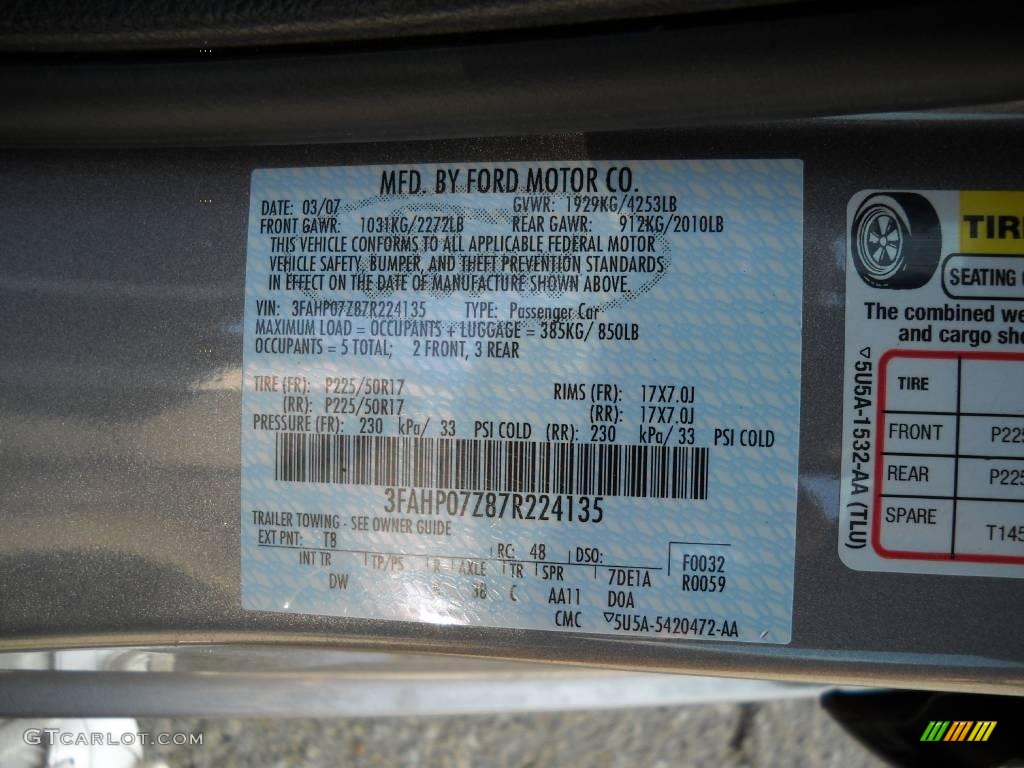 MFD. BY FORD MOTOR CO.
DATE: 03/07 GVWR: 1929KG/4253LB
FRONT GAWR: 1031KG/2272LB REAR GAWR: 912KG/2010LB
THIS VEHICLE CONFORMS TO ALL APPLICABLE FEDERAL MOTOR
VEHICLE SAFETY, BUMPER, AND THEFT PREVENTION STANDARDS
IN EFFECT ON THE DATE OF MANUFACTURE SHOWN ABOVE.
VIN: 3FAHP07Z87R224135 TYPE: Passenger Car
MAXIMUM LOAD = OCCUPANTS + LUGGAGE = 385KG/ 850LB
OCCUPANTS = 5 TOTAL; 2 FRONT, 3 REAR
TIRE (FR): P225/50R17 RIMS (FR): 17X7.0J
(RR): P225/50R17 (RR): 17X7.0J
PRESSURE (FR): 230 kPa/ 33 PSI COLD (RR): 230 kPa/ 33 PSI COLD
3FAHP07Z87R224135
TRAILER TOWING - SEE OWNER GUIDE
EXT PNT: T8 RC: 48 DSO: F0032
INT TR TP/PS R AXLE TR SPR 7DE1A R0059
DW 3B C AA11 D0A
CMC ▽5U5A-5420472-AA
TIR
SEATING
The combined we
and cargo sh
▽5U5A-1532-AA (TLU)
TIRE
FRONT P225
REAR P225
SPARE T145
GTCARLOT.COM